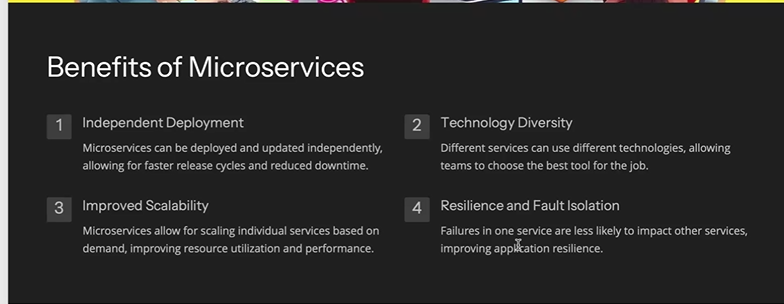 Benefits of Microservices
1 Independent Deployment
Microservices can be deployed and updated independently,
allowing for faster release cycles and reduced downtime.
2 Technology Diversity
Different services can use different technologies, allowing
teams to choose the best tool for the job.
3 Improved Scalability
Microservices allow for scaling individual services based on
demand, improving resource utilization and performance.
4 Resilience and Fault Isolation
Failures in one service are less likely to impact other services,
improving application resilience.